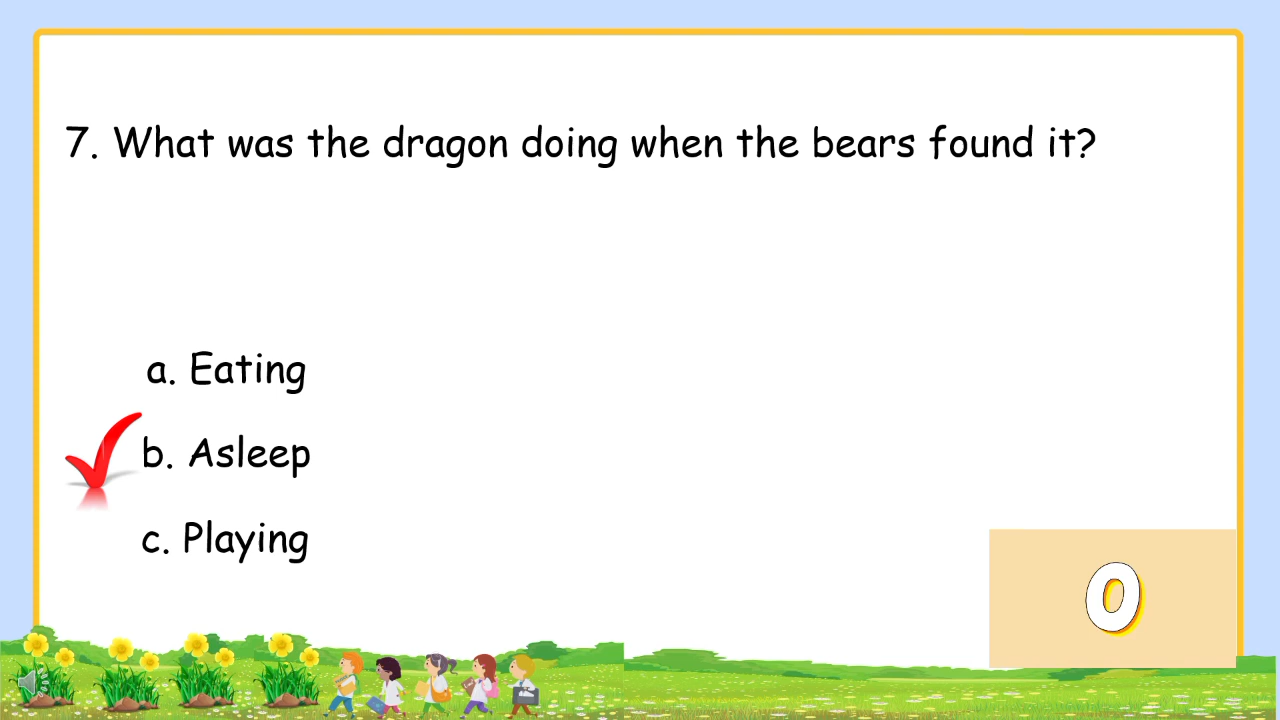 7. What was the dragon doing when the bears found it?
a. Eating
b. Asleep
c. Playing
0